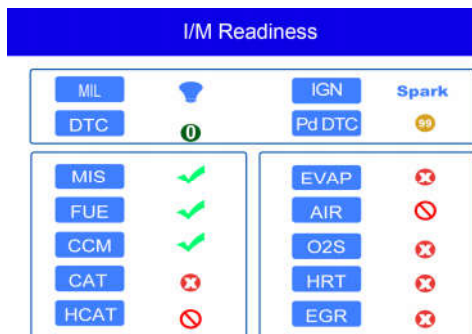 I/M Readiness
MIL
IGN Spark
DTC 0
Pd DTC 99
MIS
FUE
CCM
CAT
HCAT
EVAP
AIR
O2S
HRT
EGR